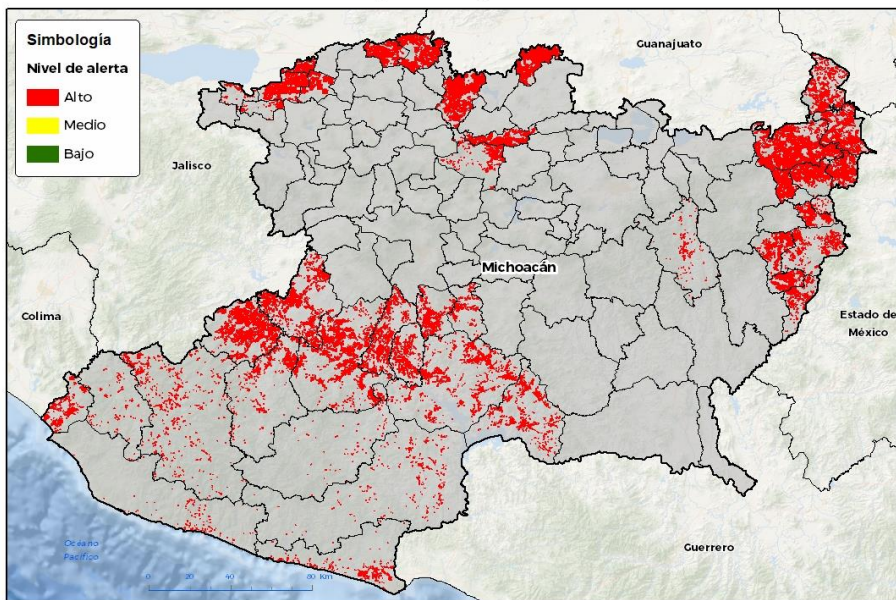 Simbología
Nivel de alerta
Alto
Medio
Bajo
Guanajuato
Jalisco
Michoacán
Colima
Estado de
México
Océano
Pacífico
Guerrero
0 20 40 80 Km